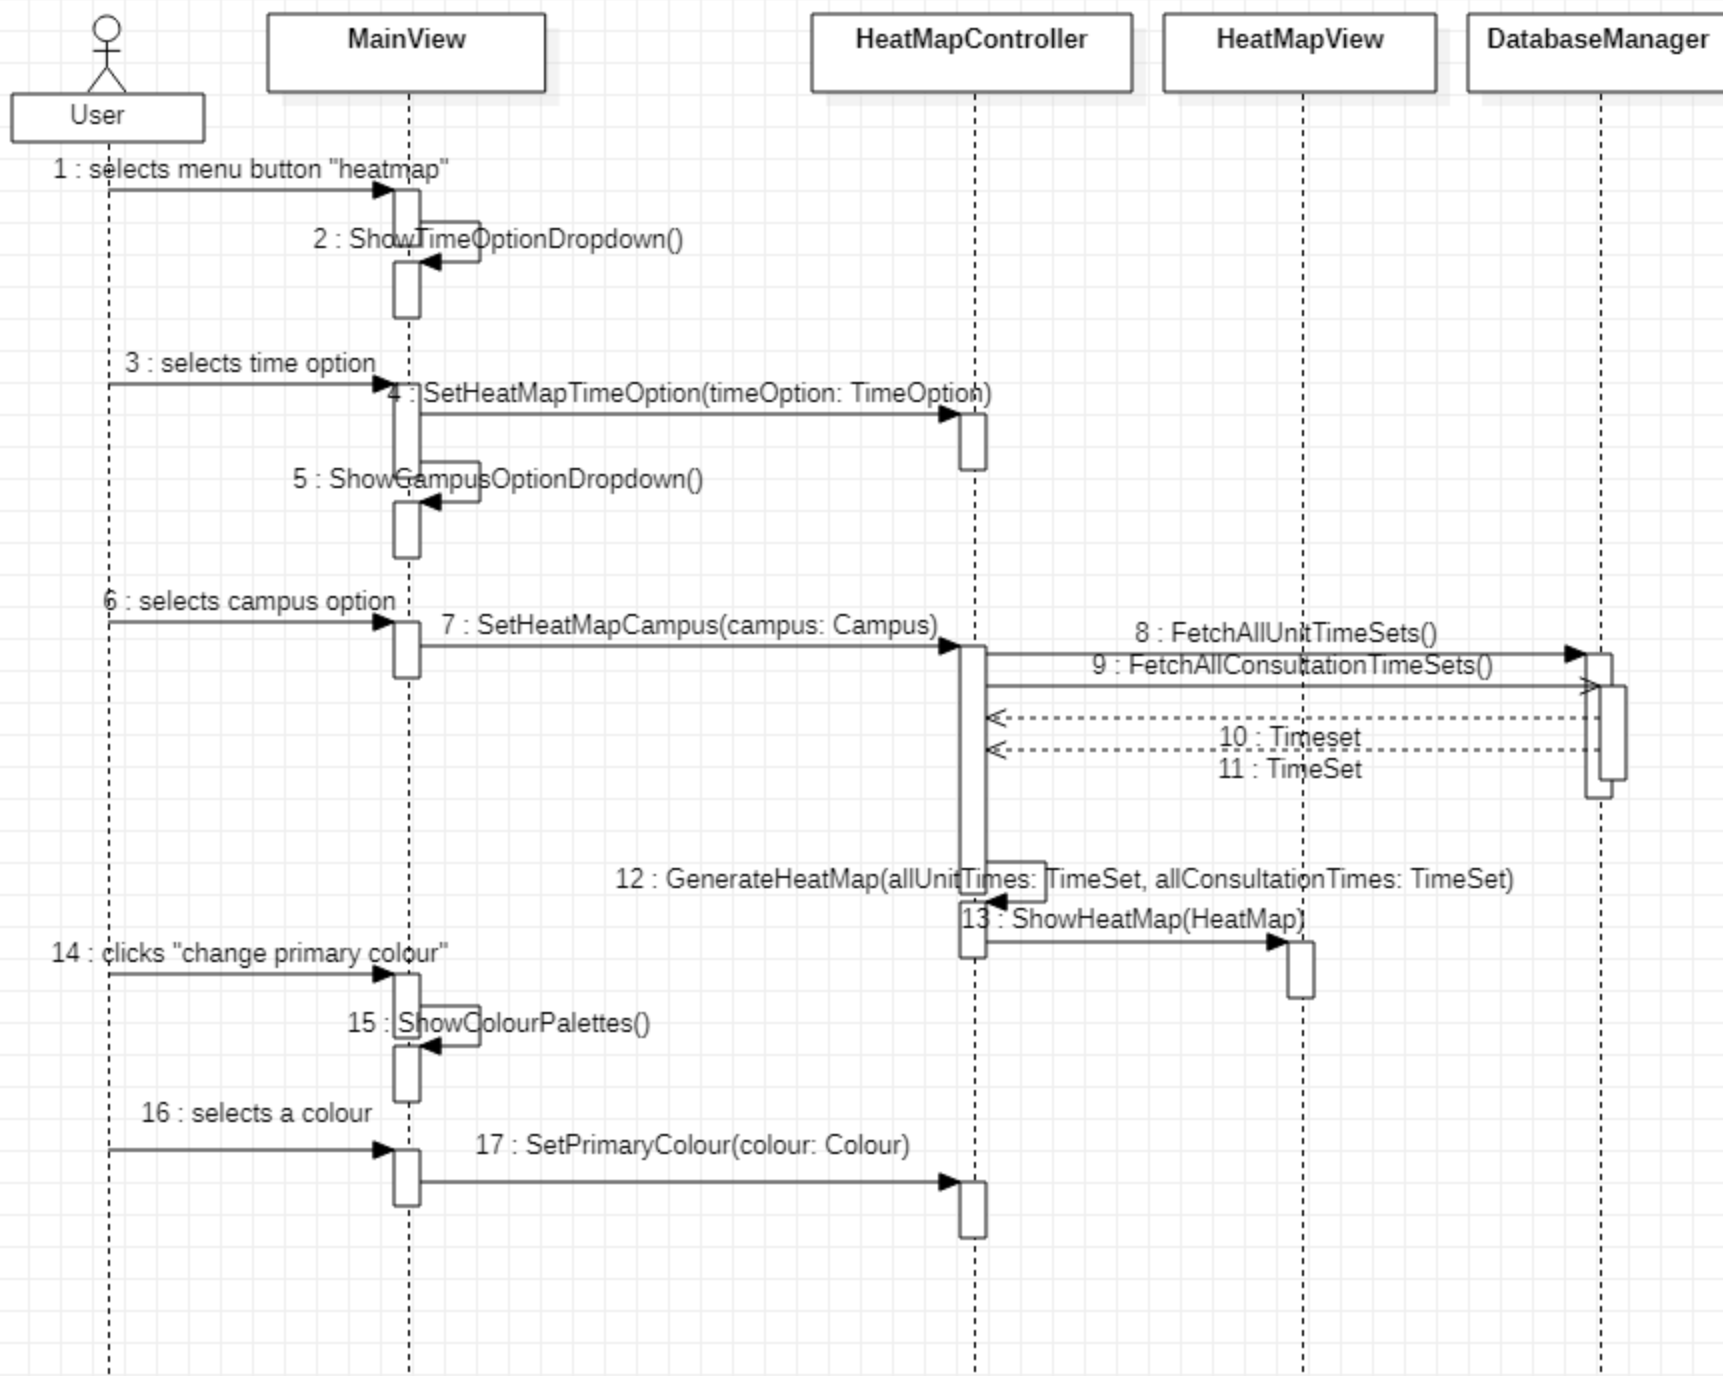 MainView
HeatMapController
HeatMapView
DatabaseManager
User
1 : selects menu button "heatmap"
2 : ShowTimeOptionDropdown()
3 : selects time option
4 : SetHeatMapTimeOption(timeOption: TimeOption)
5 : ShowCampusOptionDropdown()
6 : selects campus option
7 : SetHeatMapCampus(campus: Campus)
8 : FetchAllUnitTimeSets()
9 : FetchAllConsultationTimeSets()
10 : Timeset
11 : TimeSet
12 : GenerateHeatMap(allUnitTimes: TimeSet, allConsultationTimes: TimeSet)
13 : ShowHeatMap(HeatMap)
14 : clicks "change primary colour"
15 : ShowColourPalettes()
16 : selects a colour
17 : SetPrimaryColour(colour: Colour)